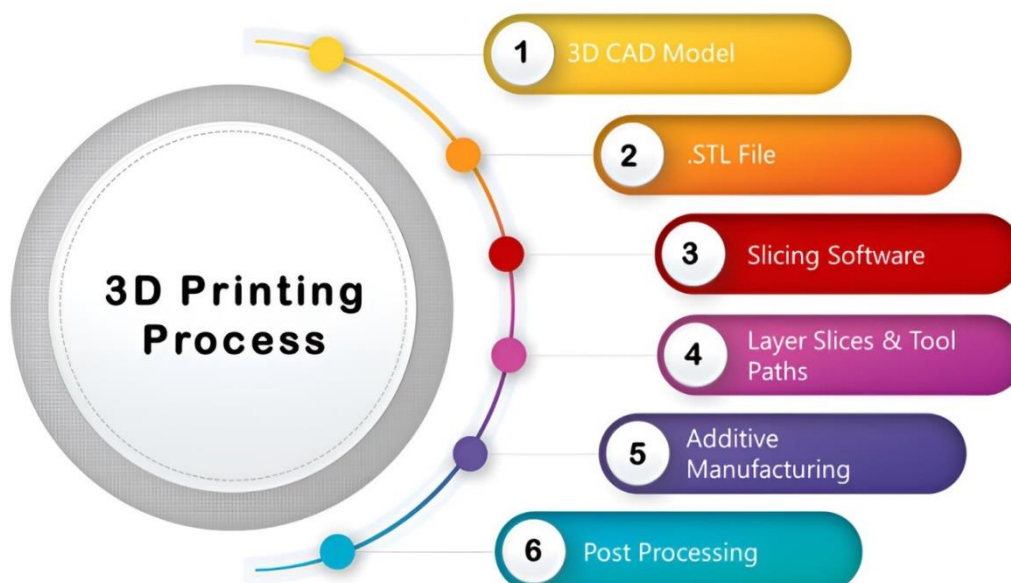 3D Printing
Process
1
3D CAD Model
2
.STL File
3
Slicing Software
4
Layer Slices & Tool
Paths
5
Additive
Manufacturing
6
Post Processing